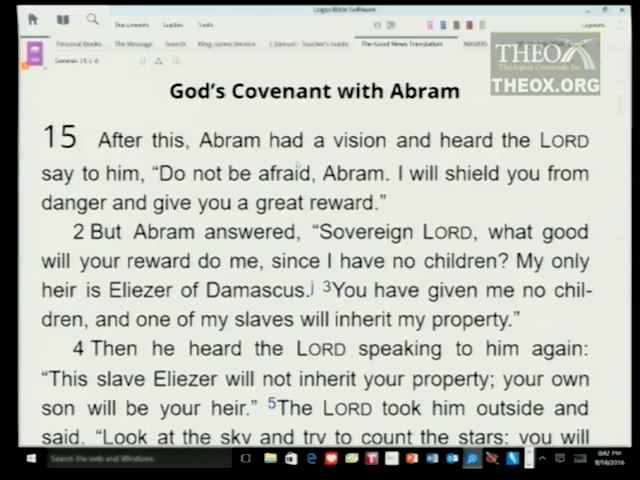 Logos Bible Software
Documents Guides Tools Layouts
Personal Books The Message Search King James Version 1 Samuel - Teacher's Guide The Good News Translation NASB95
Genesis 15:1-6
THEOX
THEOX.ORG
God's Covenant with Abram
15 After this, Abram had a vision and heard the LORD
say to him, “Do not be afraid, Abram. I will shield you from
danger and give you a great reward.”
2 But Abram answered, “Sovereign LORD, what good
will your reward do me, since I have no children? My only
heir is Eliezer of Damascus.j 3You have given me no chil-
dren, and one of my slaves will inherit my property.”
4 Then he heard the LORD speaking to him again:
“This slave Eliezer will not inherit your property; your own
son will be your heir.” 5The LORD took him outside and
said, “Look at the sky and try to count the stars; you will
Search the web and Windows
9/14/2016